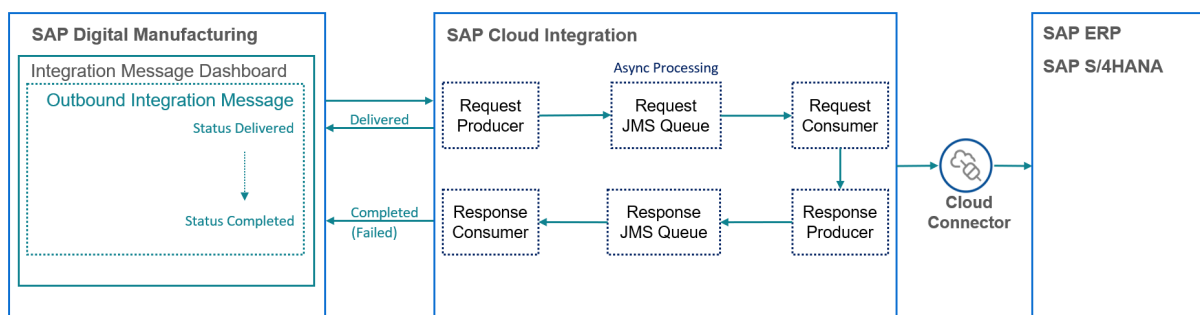 SAP Digital Manufacturing
Integration Message Dashboard
Outbound Integration Message
Status Delivered
Status Completed
Delivered
Completed
(Failed)
SAP Cloud Integration
Async Processing
Request
Producer
Request
JMS Queue
Request
Consumer
Response
Consumer
Response
JMS Queue
Response
Producer
Cloud
Connector
SAP ERP
SAP S/4HANA